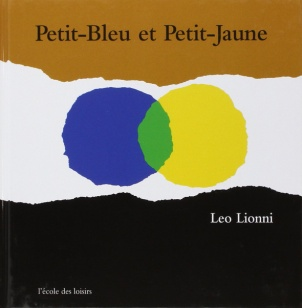 Petit-Bleu et Petit-Jaune
Leo Lionni
l'école des loisirs